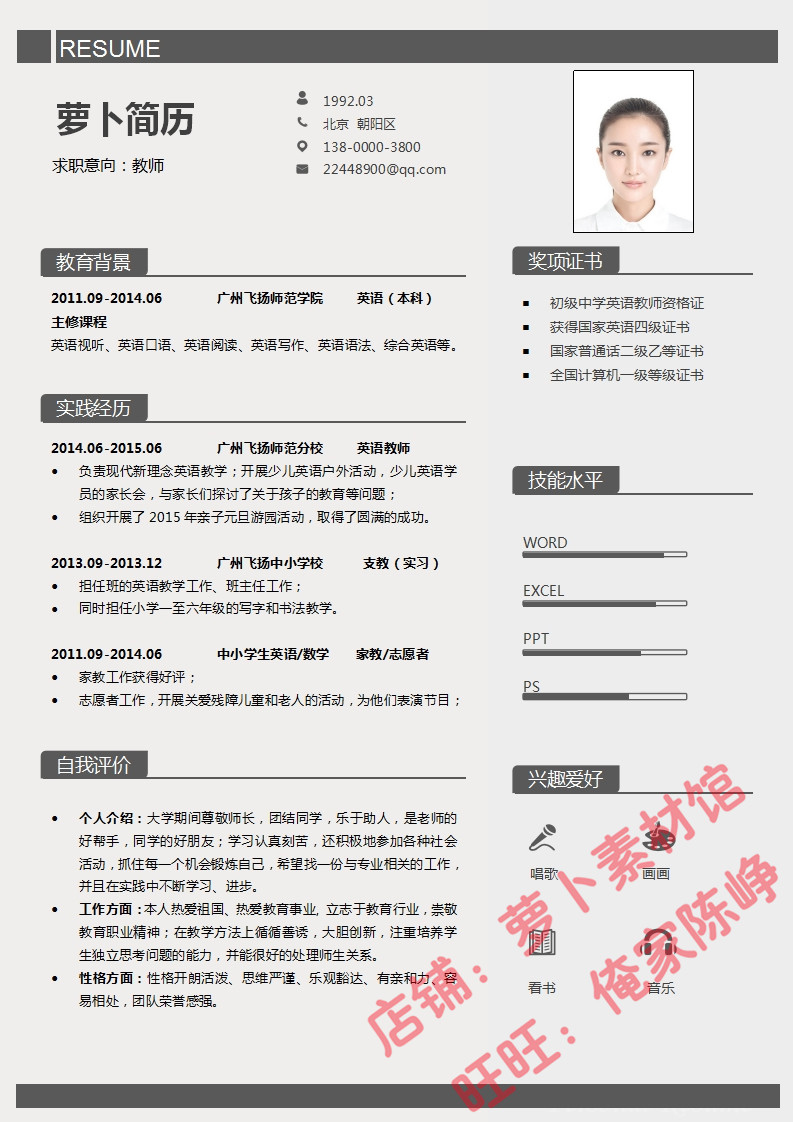 RESUME
萝卜简历
求职意向：教师
1992.03
北京 朝阳区
138-0000-3800
22448900@qq.com
教育背景
2011.09-2014.06 广州飞扬师范学院 英语（本科）
主修课程
英语视听、英语口语、英语阅读、英语写作、英语语法、综合英语等。
实践经历
2014.06-2015.06 广州飞扬师范分校 英语教师
• 负责现代新理念英语教学；开展少儿英语户外活动，少儿英语学
员的家长会，与家长们探讨了关于孩子的教育等问题；
• 组织开展了 2015 年亲子元旦游园活动，取得了圆满的成功。
2013.09-2013.12 广州飞扬中小学校 支教（实习）
• 担任班的英语教学工作、班主任工作；
• 同时担任小学一至六年级的写字和书法教学。
2011.09-2014.06 中小学生英语/数学 家教/志愿者
• 家教工作获得好评；
• 志愿者工作，开展关爱残障儿童和老人的活动，为他们表演节目；
自我评价
• 个人介绍：大学期间尊敬师长，团结同学，乐于助人，是老师的
好帮手，同学的好朋友；学习认真刻苦，还积极地参加各种社会
活动，抓住每一个机会锻炼自己，希望找一份与专业相关的工作，
并且在实践中不断学习、进步。
• 工作方面：本人热爱祖国、热爱教育事业, 立志于教育行业，崇敬
教育职业精神；在教学方法上循循善诱，大胆创新，注重培养学
生独立思考问题的能力，并能很好的处理师生关系。
• 性格方面：性格开朗活泼、思维严谨、乐观豁达、有亲和力、容
易相处，团队荣誉感强。
奖项证书
▪ 初级中学英语教师资格证
▪ 获得国家英语四级证书
▪ 国家普通话二级乙等证书
▪ 全国计算机一级等级证书
技能水平
WORD
EXCEL
PPT
PS
兴趣爱好
唱歌 画画
看书 音乐
店铺：萝卜素材馆
旺旺：俺家陈峥